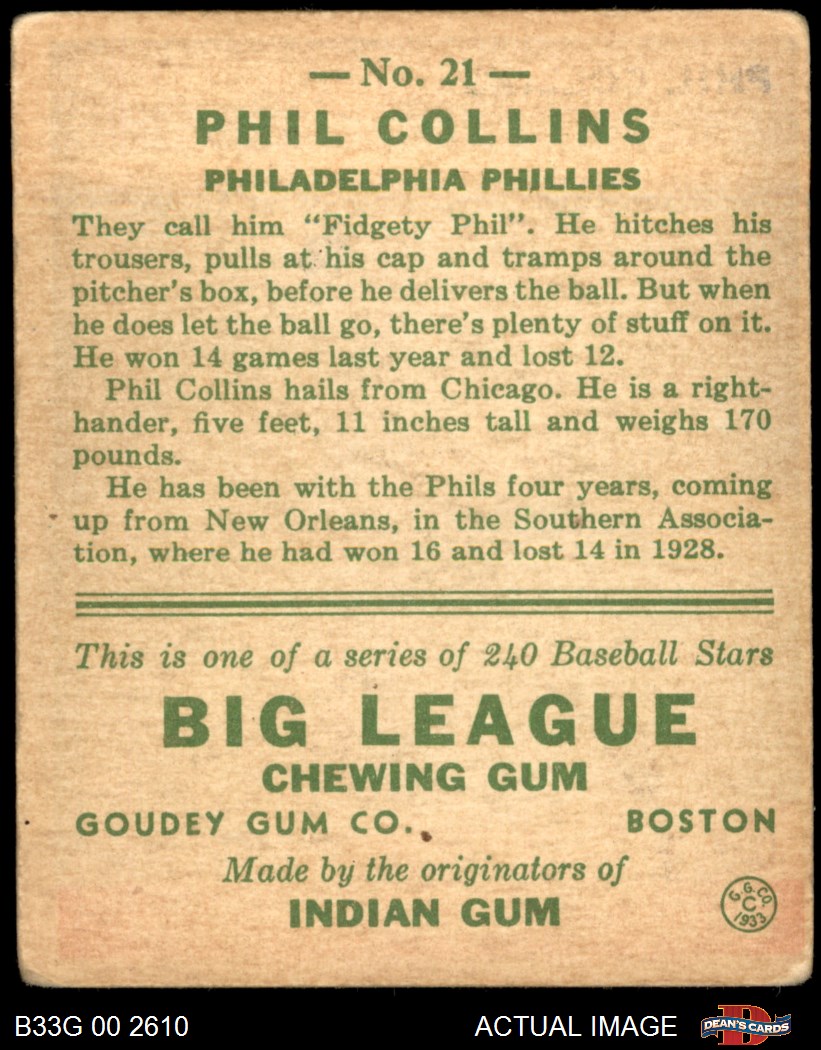 — No. 21 —
PHIL COLLINS
PHILADELPHIA PHILLIES
They call him "Fidgety Phil". He hitches his
trousers, pulls at his cap and tramps around the
pitcher's box, before he delivers the ball. But when
he does let the ball go, there's plenty of stuff on it.
He won 14 games last year and lost 12.
Phil Collins hails from Chicago. He is a right-
hander, five feet, 11 inches tall and weighs 170
pounds.
He has been with the Phils four years, coming
up from New Orleans, in the Southern Associa-
tion, where he had won 16 and lost 14 in 1928.
This is one of a series of 240 Baseball Stars
BIG LEAGUE
CHEWING GUM
GOUDEY GUM CO. BOSTON
Made by the originators of
INDIAN GUM
G.G.CO.
C
1933
B33G 00 2610 ACTUAL IMAGE D DEAN'S CARDS